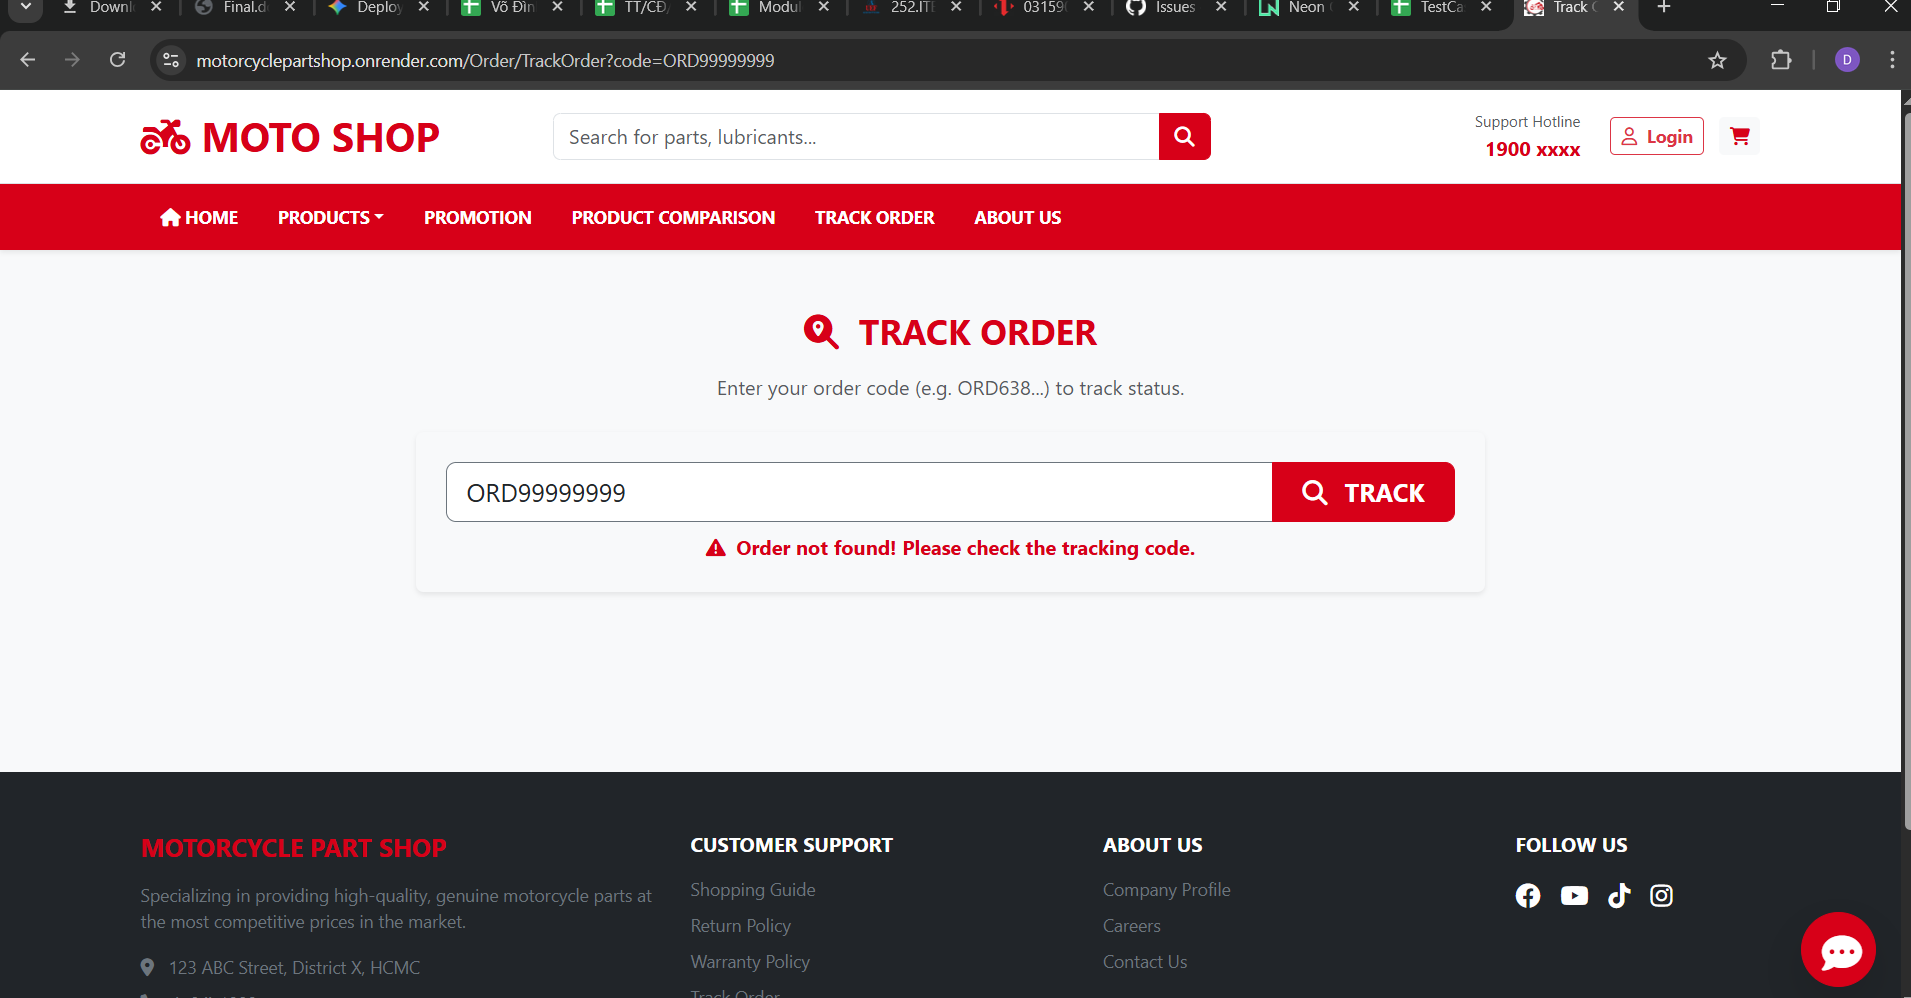 Downl
Final.d
Deploy
Võ Đìn
TT/CĐ/
Modul
252.ITE
03159
Issues
Neon
TestCa
Track
motorcyclepartshop.onrender.com/Order/TrackOrder?code=ORD99999999
D
MOTO SHOP
Search for parts, lubricants...
Support Hotline
1900 xxxx
Login
HOME
PRODUCTS
PROMOTION
PRODUCT COMPARISON
TRACK ORDER
ABOUT US
TRACK ORDER
Enter your order code (e.g. ORD638...) to track status.
ORD99999999
TRACK
Order not found! Please check the tracking code.
MOTORCYCLE PART SHOP
Specializing in providing high-quality, genuine motorcycle parts at
the most competitive prices in the market.
123 ABC Street, District X, HCMC
CUSTOMER SUPPORT
Shopping Guide
Return Policy
Warranty Policy
Track Order
ABOUT US
Company Profile
Careers
Contact Us
FOLLOW US